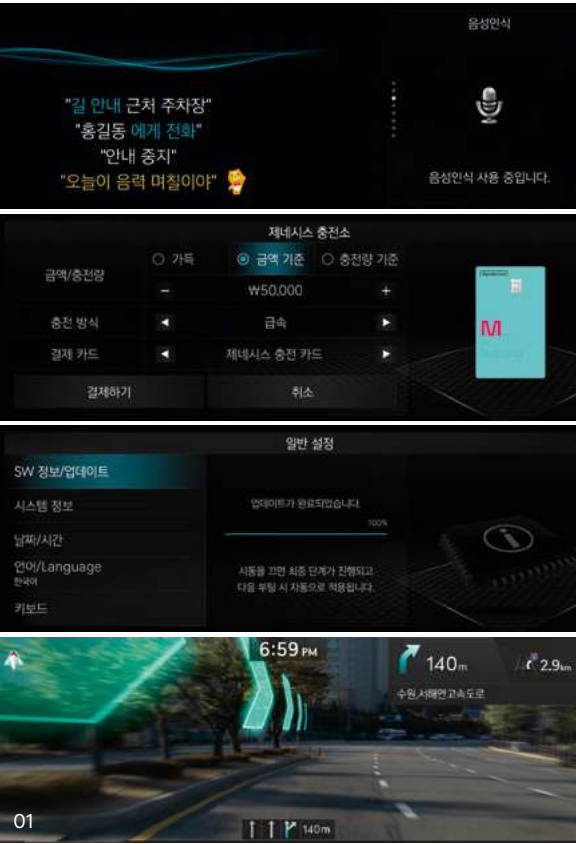 음성인식
"길 안내 근처 주차장"
"홍길동 에게 전화"
"안내 중지"
"오늘이 음력 며칠이야"
음성인식 사용 중입니다.
제네시스 충전소
금액/충전량
가득
금액 기준
충전량 기준
− ₩50,000 +
충전 방식
급속
결제 카드
제네시스 충전 카드
결제하기
취소
M
일반 설정
SW 정보/업데이트
시스템 정보
날짜/시간
언어/Language
한국어
키보드
업데이트가 완료되었습니다.
100%
시동을 끄면 최종 단계가 진행되고
다음 부팅 시 자동으로 적용됩니다.
6:59 PM
140m
2.9km
수원,서해안고속도로
140m
01